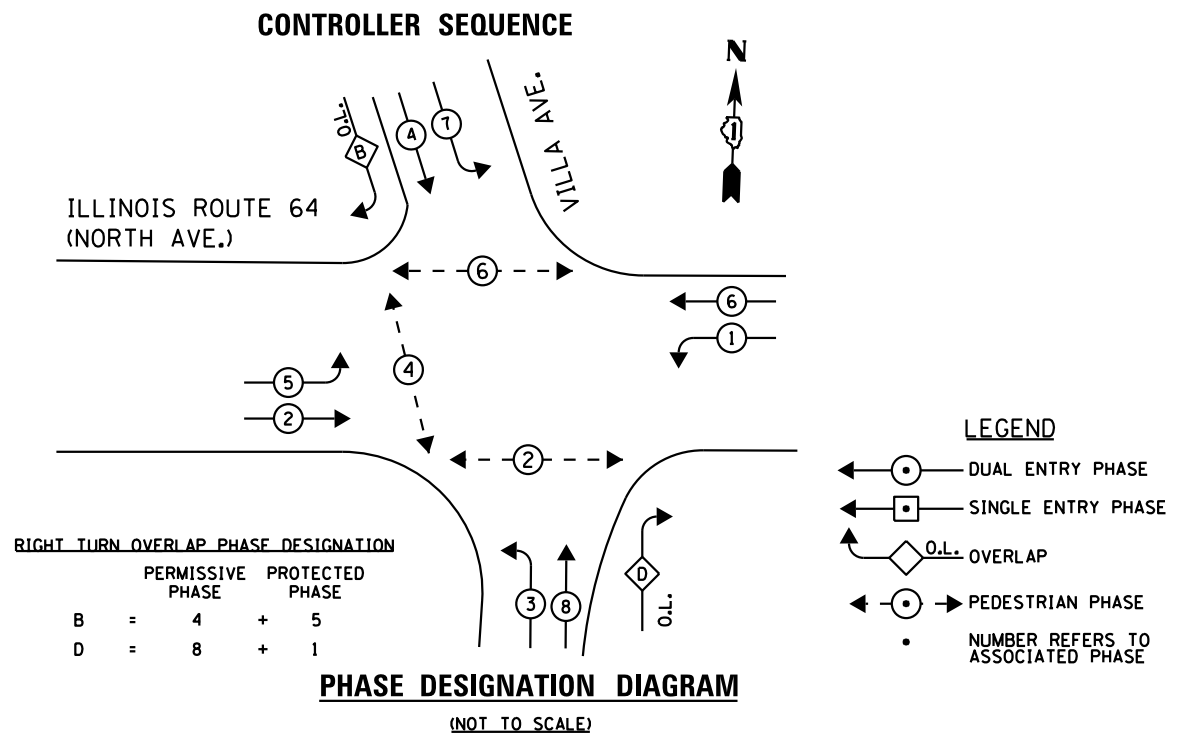 CONTROLLER SEQUENCE
N
1
VILLA AVE.
O.L.
B
4
7
ILLINOIS ROUTE 64
(NORTH AVE.)
6
6
1
4
5
2
2
3
8
D
O.L.
LEGEND
DUAL ENTRY PHASE
SINGLE ENTRY PHASE
O.L. OVERLAP
PEDESTRIAN PHASE
NUMBER REFERS TO
ASSOCIATED PHASE
RIGHT TURN OVERLAP PHASE DESIGNATION
PERMISSIVE PROTECTED
PHASE PHASE
B = 4 + 5
D = 8 + 1
PHASE DESIGNATION DIAGRAM
(NOT TO SCALE)